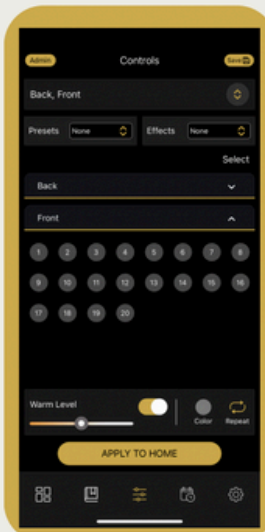 Admin Controls Save
Back, Front
Presets None Effects None
Select
Back
Front
1 2 3 4 5 6 7 8
9 10 11 12 13 14 15 16
17 18 19 20
Warm Level
Color Repeat
APPLY TO HOME